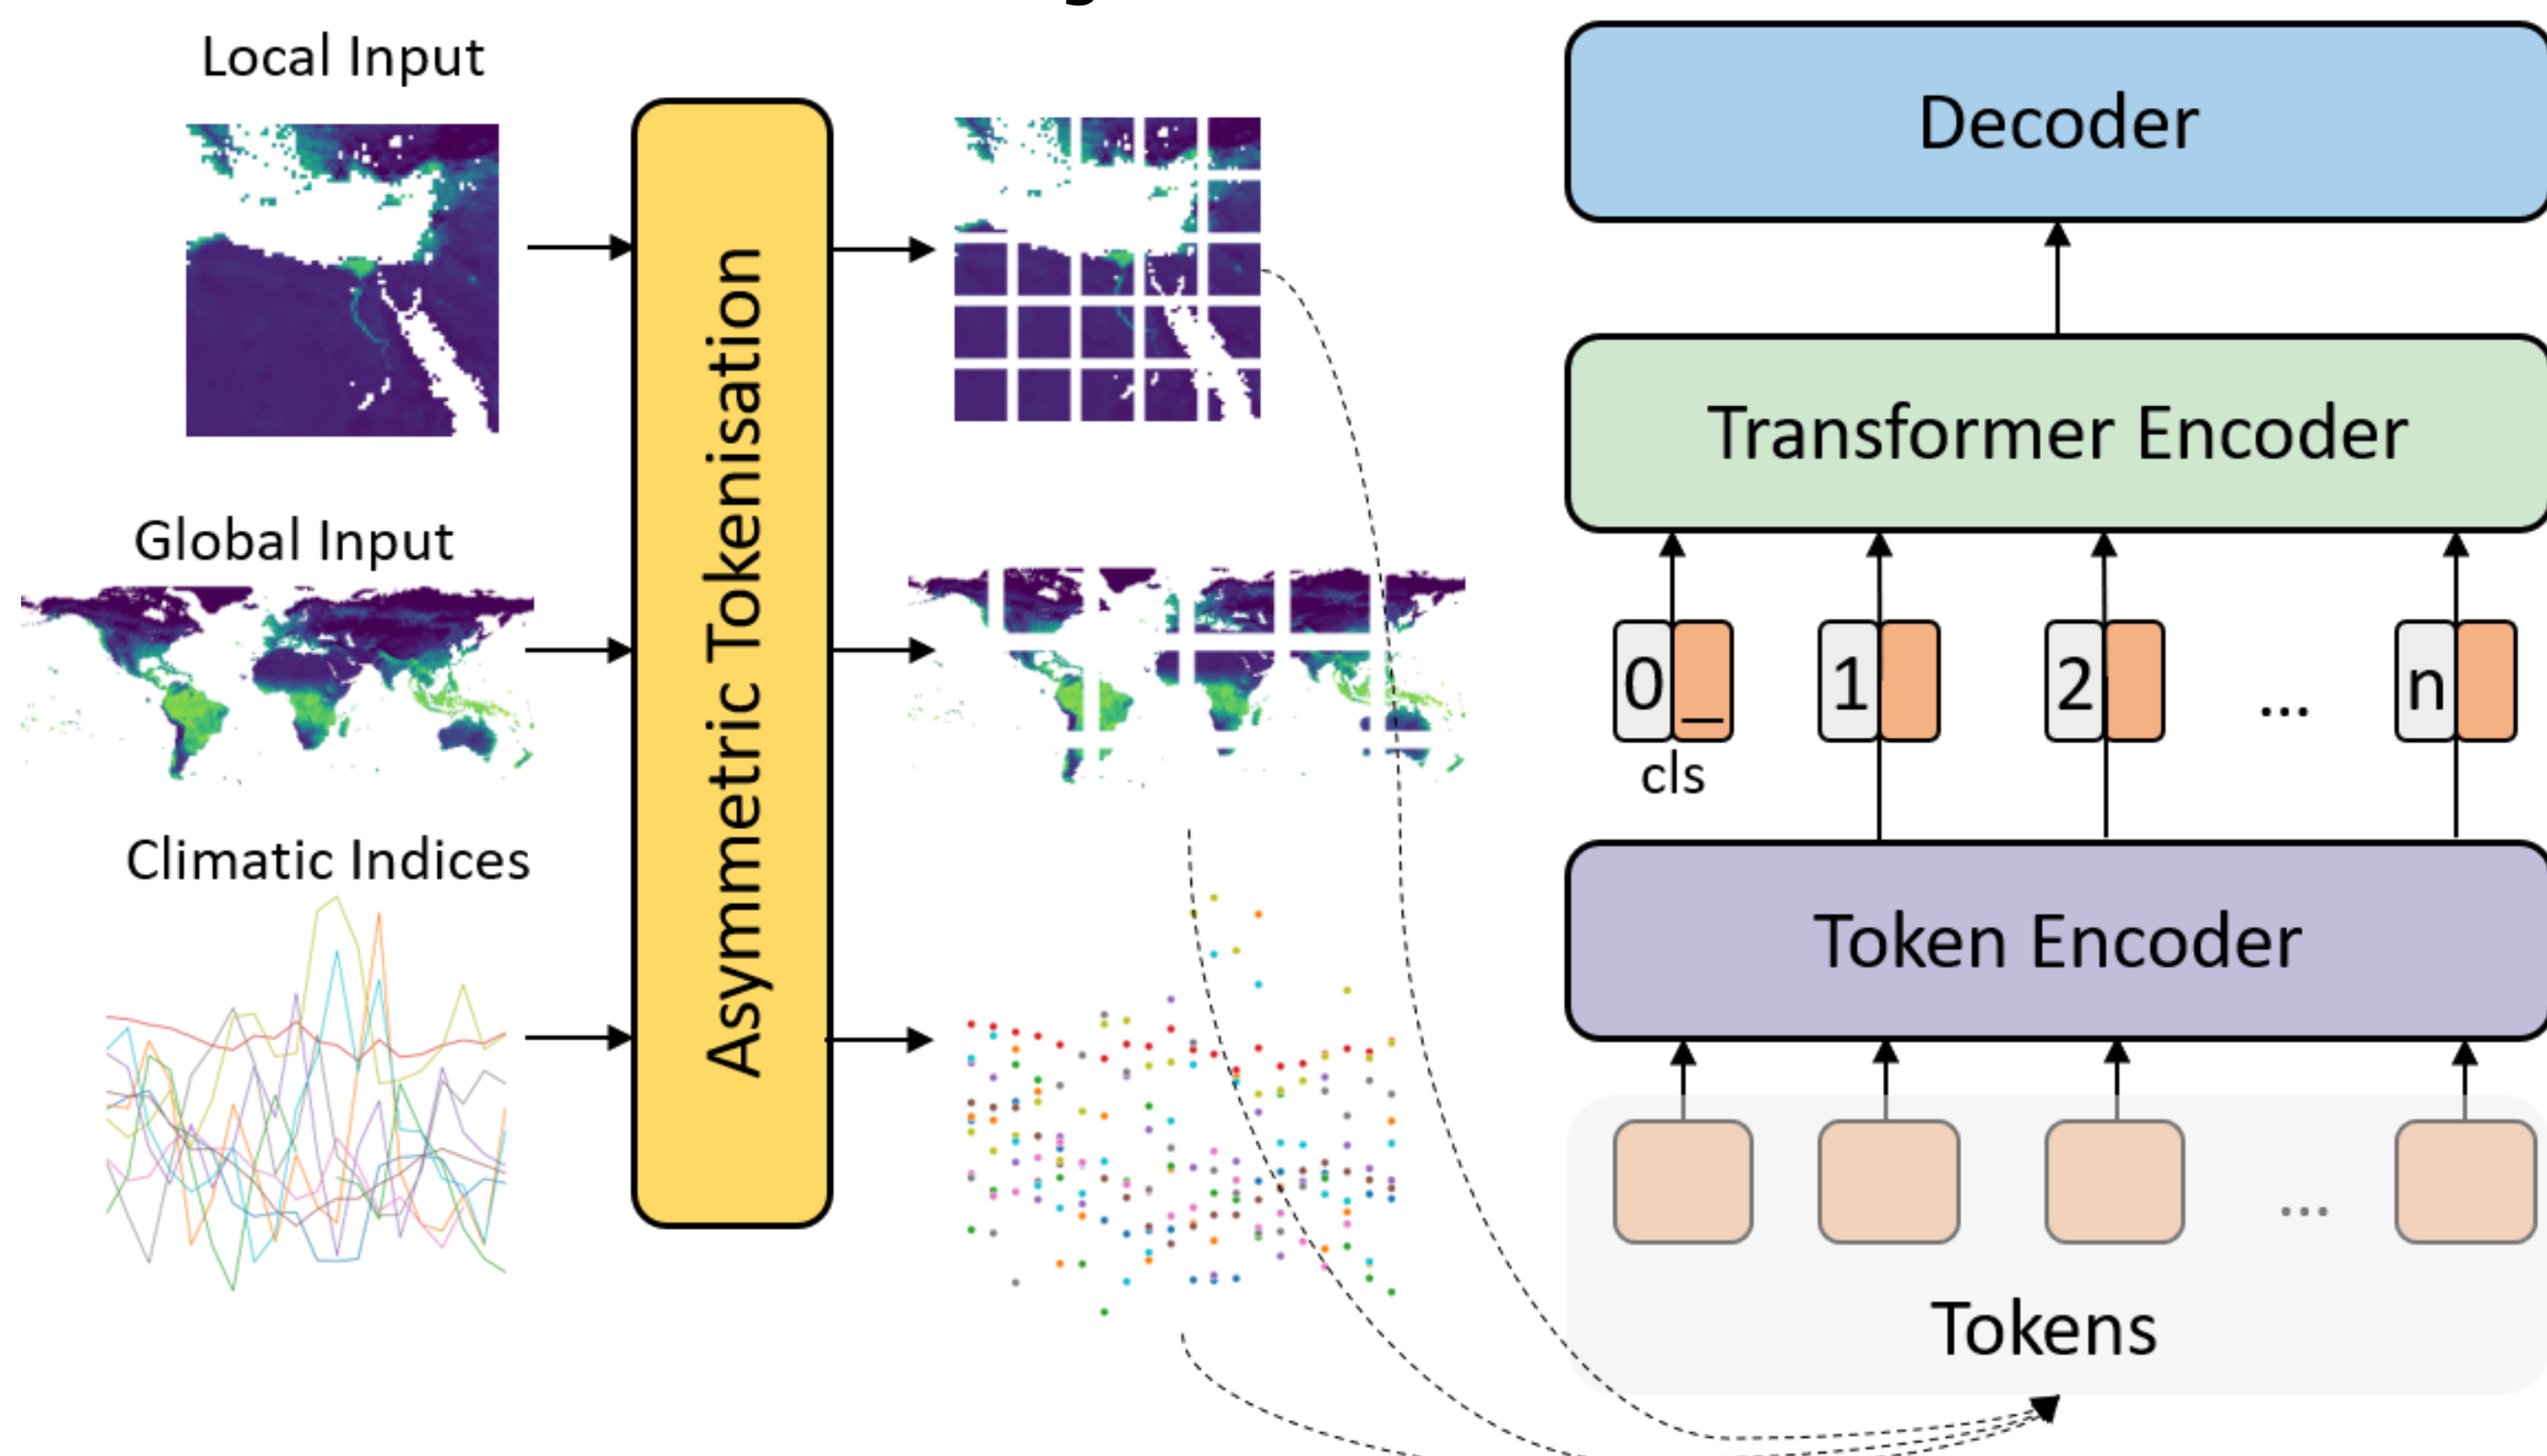 Local Input
Global Input
Climatic Indices
Asymmetric Tokenisation
Decoder
Transformer Encoder
0 _ 1 2 ... n
cls
Token Encoder
...
Tokens